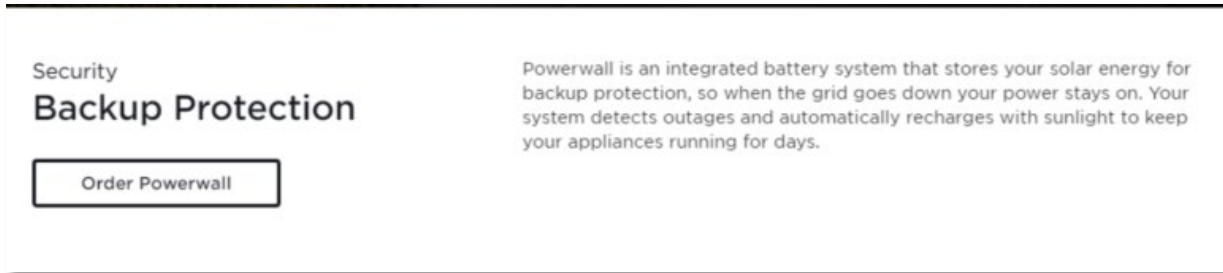 Security
Backup Protection
Order Powerwall
Powerwall is an integrated battery system that stores your solar energy for
backup protection, so when the grid goes down your power stays on. Your
system detects outages and automatically recharges with sunlight to keep
your appliances running for days.